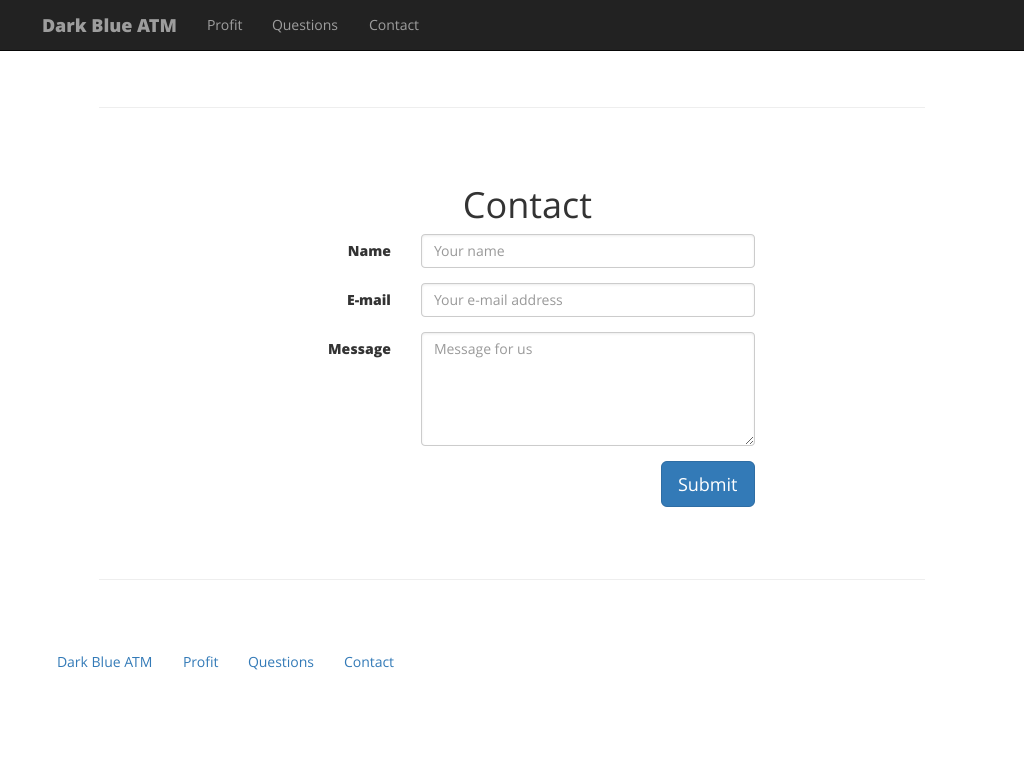 Dark Blue ATM Profit Questions Contact
Contact
Name Your name
E-mail Your e-mail address
Message Message for us
Submit
Dark Blue ATM Profit Questions Contact